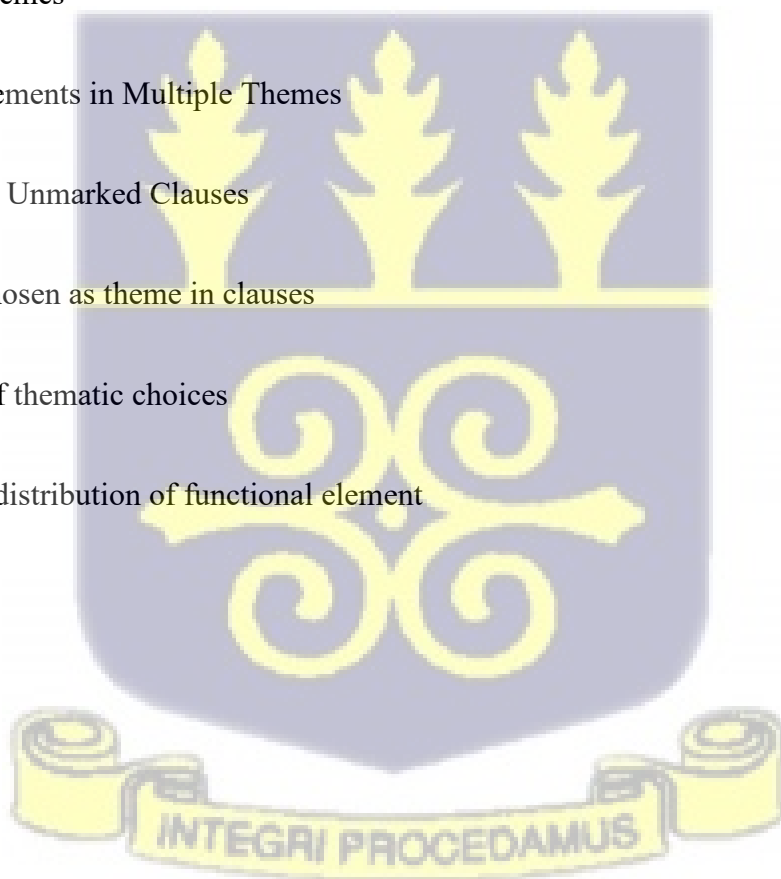 ements in Multiple Themes
Unmarked Clauses
osen as theme in clauses
f thematic choices
distribution of functional element
INTEGRI PROCEDAMUS